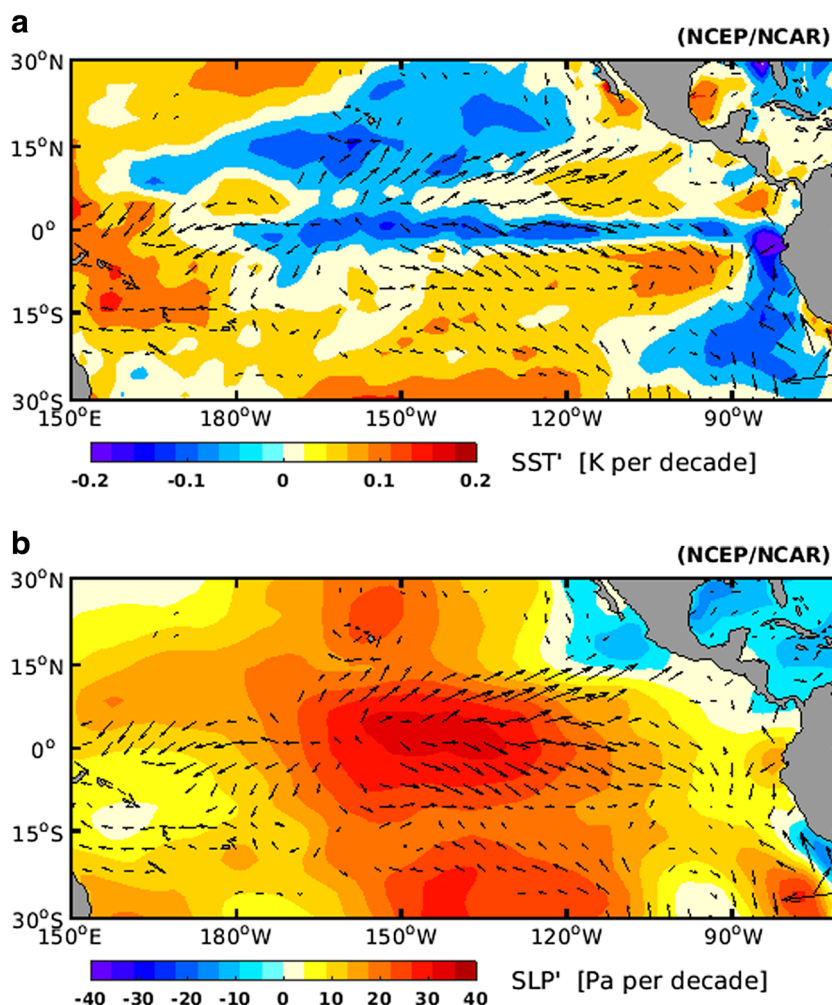 a
(NCEP/NCAR)
30°N
15°N
0°
15°S
30°S
150°E 180°W 150°W 120°W 90°W
-0.2 -0.1 0 0.1 0.2
SST' [K per decade]
b
(NCEP/NCAR)
30°N
15°N
0°
15°S
30°S
150°E 180°W 150°W 120°W 90°W
-40 -30 -20 -10 0 10 20 30 40
SLP' [Pa per decade]